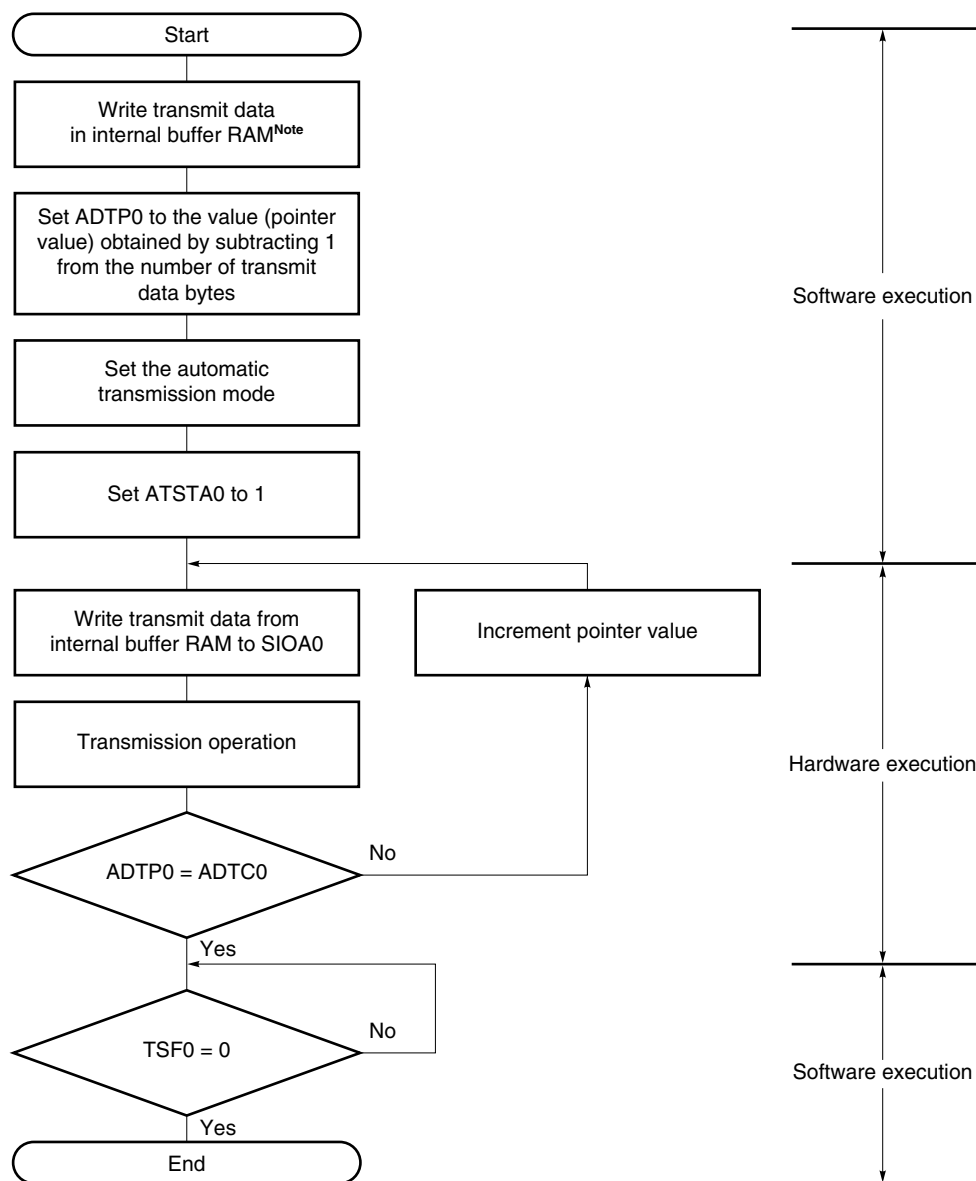 Start
Write transmit data
in internal buffer RAMNote
Set ADTP0 to the value (pointer
value) obtained by subtracting 1
from the number of transmit
data bytes
Software execution
Set the automatic
transmission mode
Set ATSTA0 to 1
Write transmit data from
internal buffer RAM to SIOA0
Increment pointer value
Transmission operation
Hardware execution
ADTP0 = ADTC0
No
Yes
TSF0 = 0
No
Software execution
Yes
End